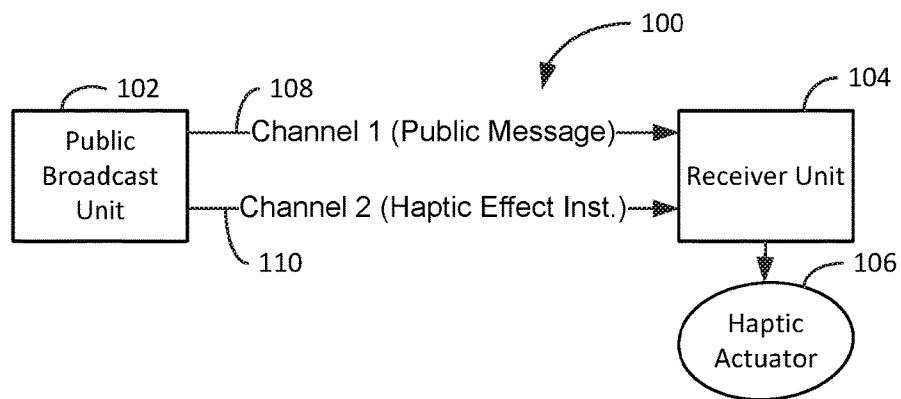 100
102
108
104
Public
Broadcast
Unit
Channel 1 (Public Message)
Receiver Unit
Channel 2 (Haptic Effect Inst.)
110
106
Haptic
Actuator